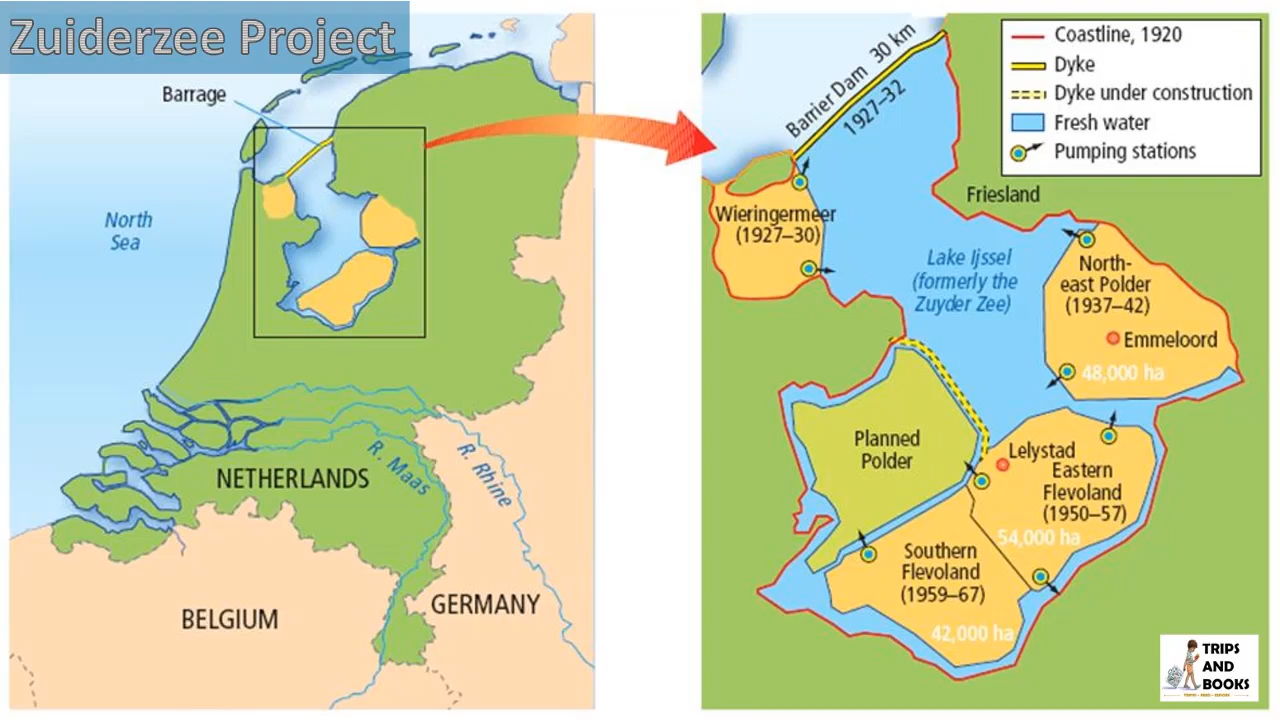 Zuiderzee Project
Barrage
North
Sea
NETHERLANDS
R. Maas
R. Rhine
BELGIUM
GERMANY
Coastline, 1920
Dyke
Dyke under construction
Fresh water
Pumping stations
Barrier Dam 30 km
1927–32
Friesland
Wieringermeer
(1927–30)
Lake Ijssel
(formerly the
Zuyder Zee)
North-
east Polder
(1937–42)
Emmeloord
48,000 ha
Planned
Polder
Lelystad
Eastern
Flevoland
(1950–57)
54,000 ha
Southern
Flevoland
(1959–67)
42,000 ha
TRIPS
AND
BOOKS